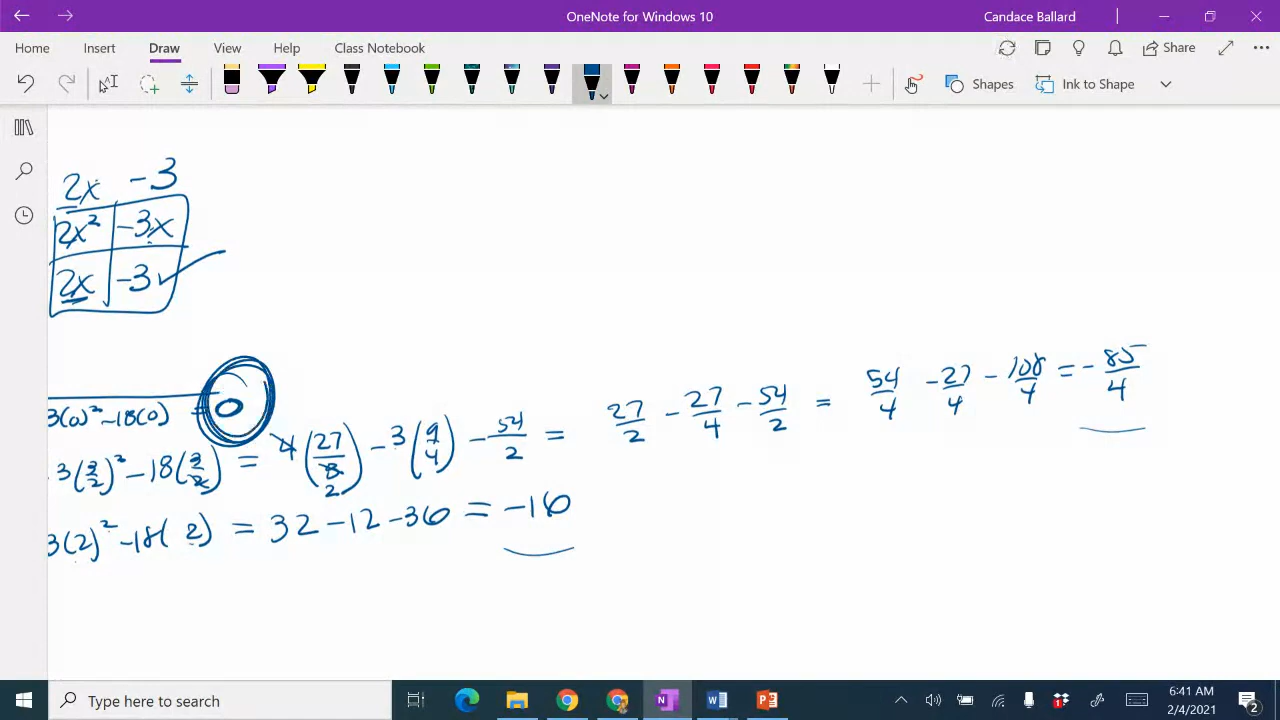 OneNote for Windows 10
Candace Ballard
Home Insert Draw View Help Class Notebook
Share
Shapes
Ink to Shape
2x -3
2x² -3x
2x -3
3(0)² -18(0) = 0
3(3/2)² - 18(3/2) = 4(27/8 2) - 3(9/4) - 54/2 = 27/2 - 27/4 - 54/2 = 54/4 - 27/4 - 108/4 = - 85/4
3(2)² -18( 2) = 32 -12 -36 = -16
Type here to search
6:41 AM
2/4/2021
2